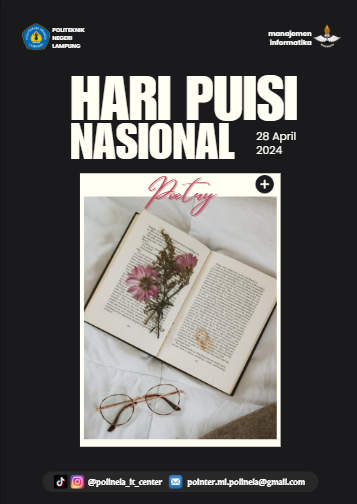 POLITEKNIK
NEGERI
LAMPUNG
manajemen
informatika
HARI PUISI
NASIONAL
28 April
2024
Poetry
@polinela_it_center
pointer.mi.polinela@gmail.com